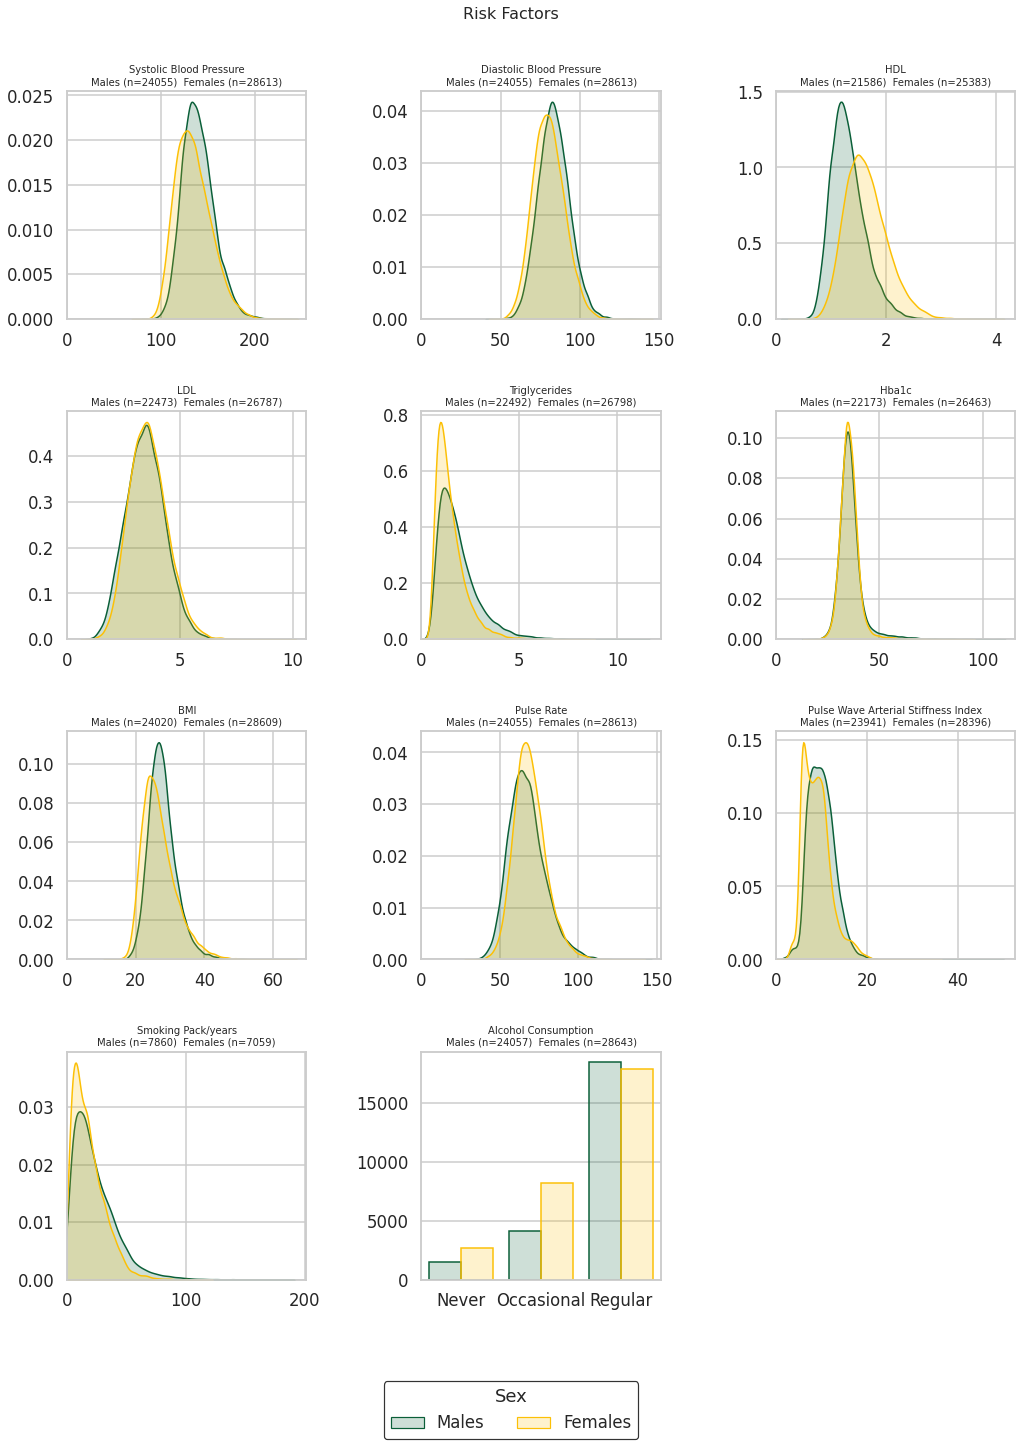 Risk Factors
Systolic Blood Pressure
Males (n=24055)  Females (n=28613)
0.025
0.020
0.015
0.010
0.005
0.000
0 100 200
Diastolic Blood Pressure
Males (n=24055)  Females (n=28613)
0.04
0.03
0.02
0.01
0.00
0 50 100 150
HDL
Males (n=21586)  Females (n=25383)
1.5
1.0
0.5
0.0
0 2 4
LDL
Males (n=22473)  Females (n=26787)
0.4
0.3
0.2
0.1
0.0
0 5 10
Triglycerides
Males (n=22492)  Females (n=26798)
0.8
0.6
0.4
0.2
0.0
0 5 10
Hba1c
Males (n=22173)  Females (n=26463)
0.10
0.08
0.06
0.04
0.02
0.00
0 50 100
BMI
Males (n=24020)  Females (n=28609)
0.10
0.08
0.06
0.04
0.02
0.00
0 20 40 60
Pulse Rate
Males (n=24055)  Females (n=28613)
0.04
0.03
0.02
0.01
0.00
0 50 100 150
Pulse Wave Arterial Stiffness Index
Males (n=23941)  Females (n=28396)
0.15
0.10
0.05
0.00
0 20 40
Smoking Pack/years
Males (n=7860)  Females (n=7059)
0.03
0.02
0.01
0.00
0 100 200
Alcohol Consumption
Males (n=24057)  Females (n=28643)
15000
10000
5000
0
Never Occasional Regular
Sex
Males Females